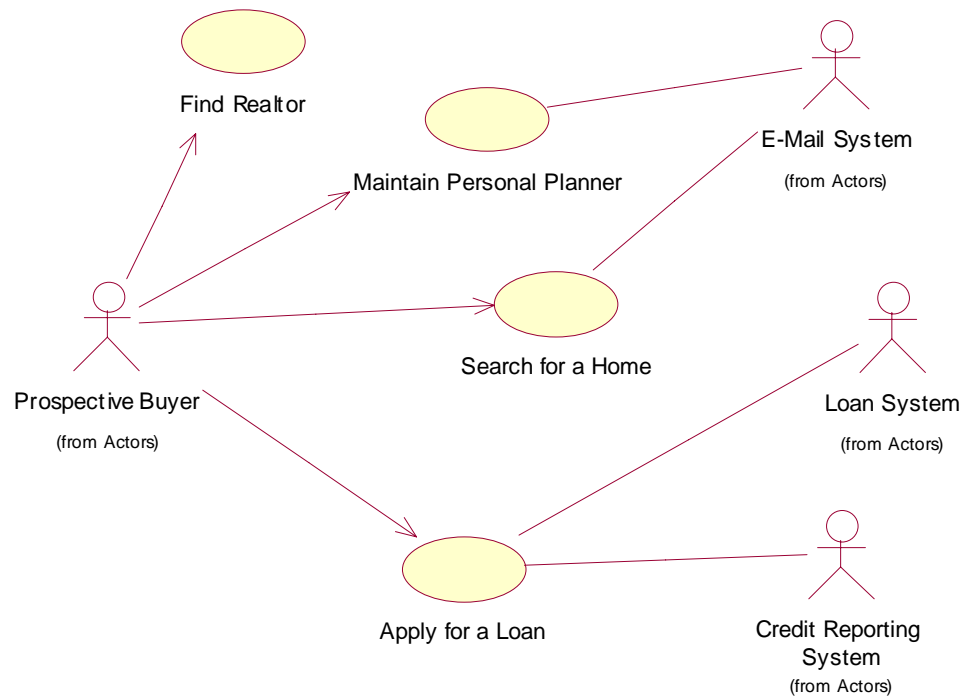 Find Realtor
E-Mail System
(from Actors)
Maintain Personal Planner
Search for a Home
Prospective Buyer
(from Actors)
Loan System
(from Actors)
Apply for a Loan
Credit Reporting
System
(from Actors)